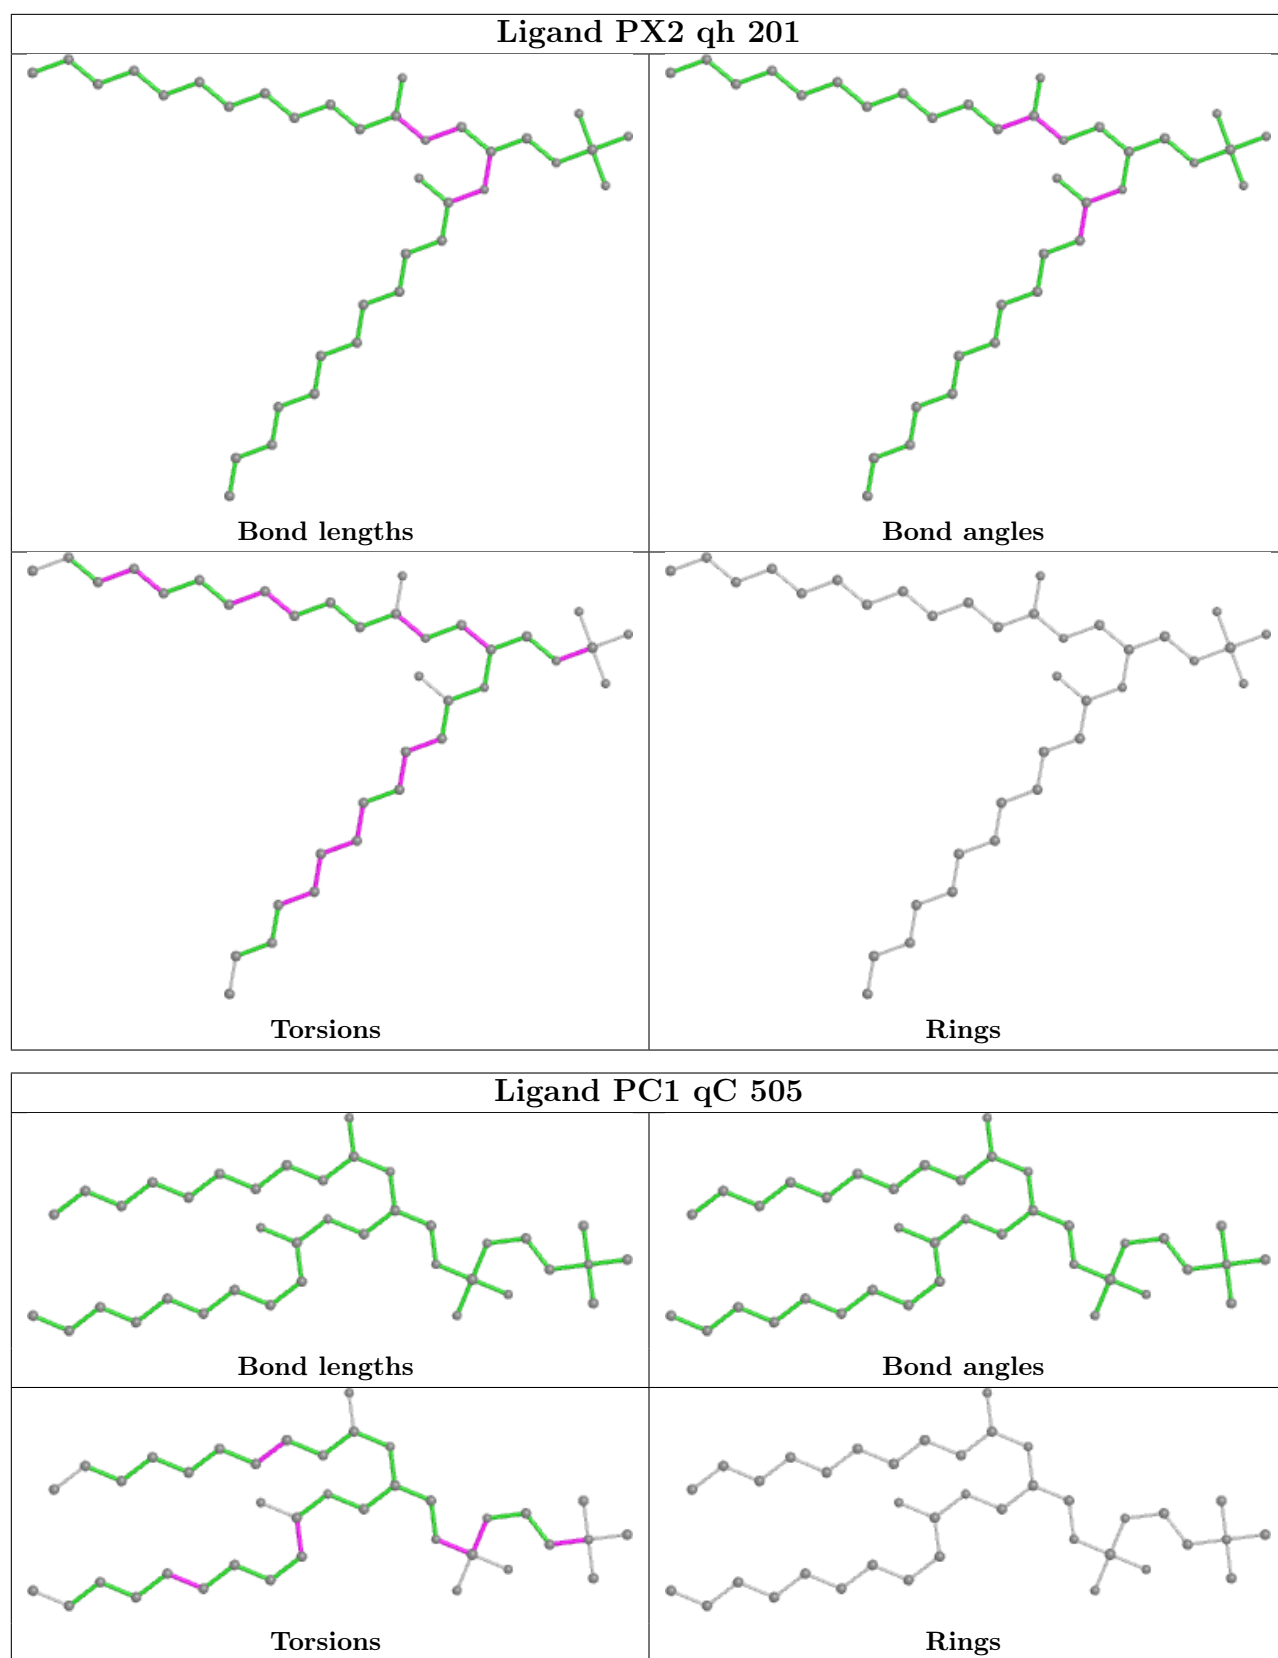 Ligand PX2 qh 201
Bond lengths
Bond angles
Torsions
Rings
Ligand PC1 qC 505
Bond lengths
Bond angles
Torsions
Rings